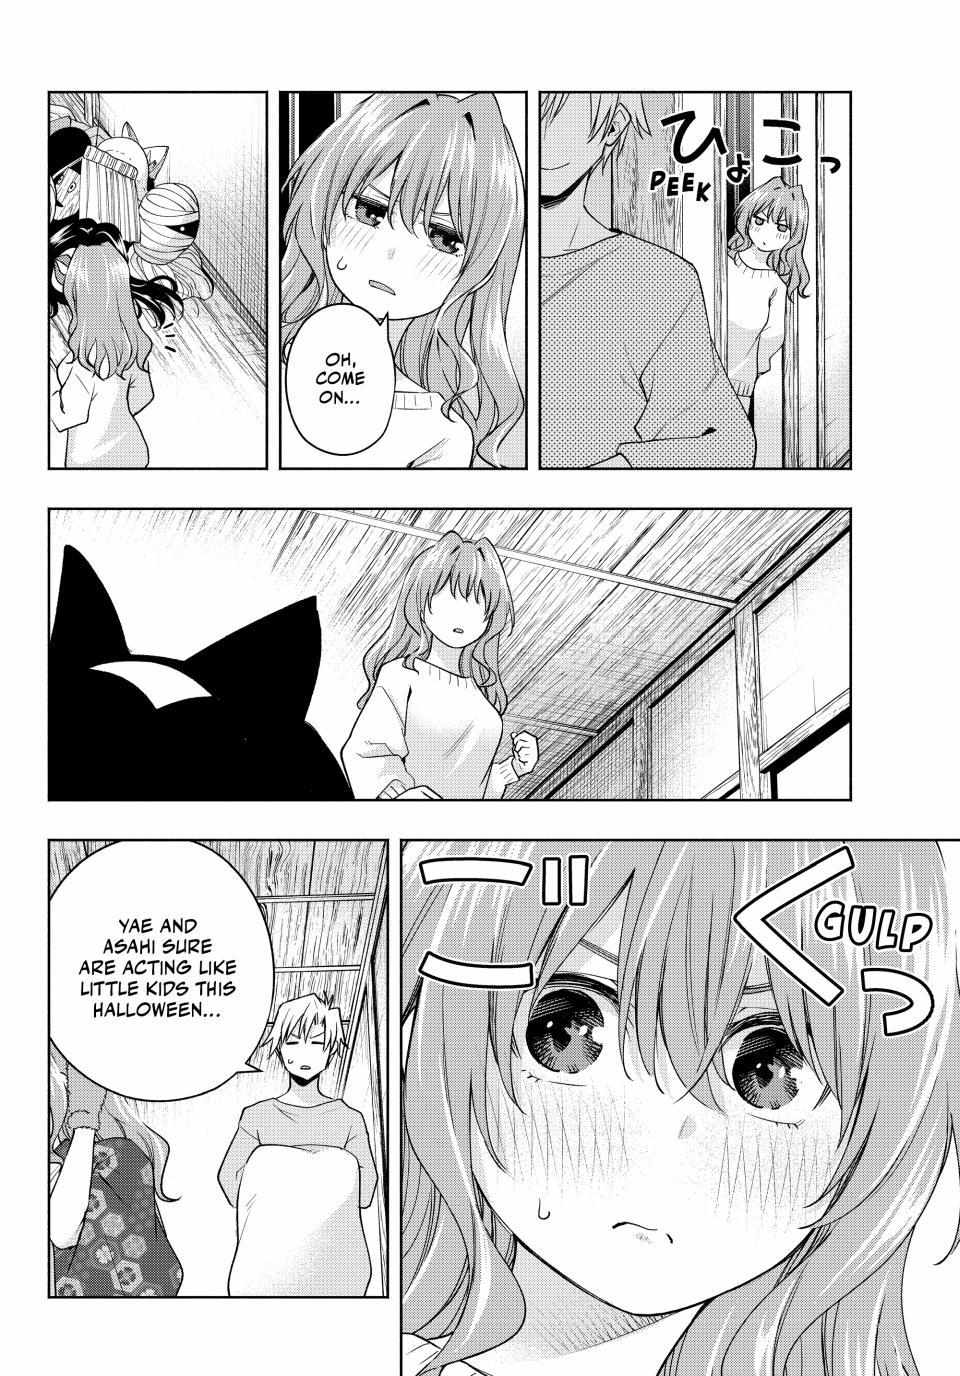 ひょこっ
PEEK
OH,
COME
ON...
ごくっ
GULP
YAE AND
ASAHI SURE
ARE ACTING LIKE
LITTLE KIDS THIS
HALLOWEEN...